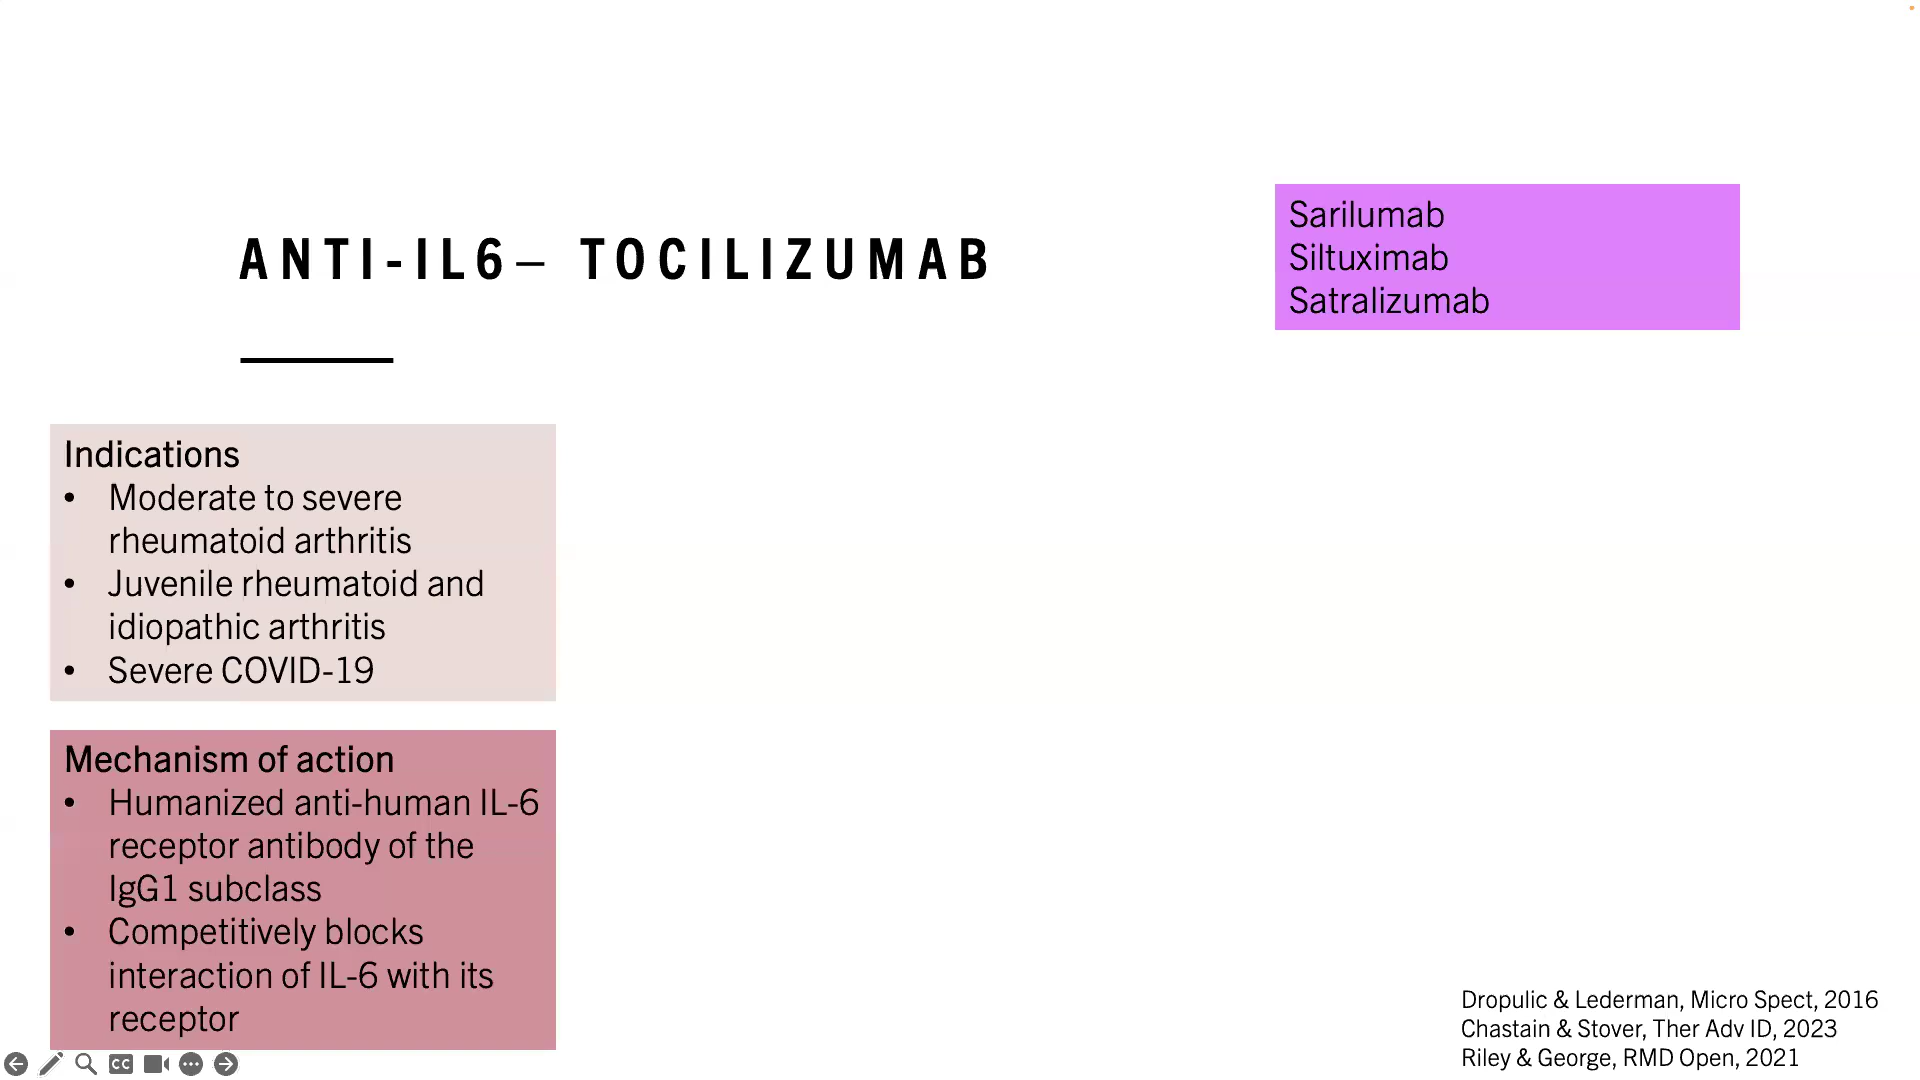 ANTI-IL6– TOCILIZUMAB
Sarilumab
Siltuximab
Satralizumab
Indications
• Moderate to severe
rheumatoid arthritis
• Juvenile rheumatoid and
idiopathic arthritis
• Severe COVID-19
Mechanism of action
• Humanized anti-human IL-6
receptor antibody of the
IgG1 subclass
• Competitively blocks
interaction of IL-6 with its
receptor
Dropulic & Lederman, Micro Spect, 2016
Chastain & Stover, Ther Adv ID, 2023
Riley & George, RMD Open, 2021
CC